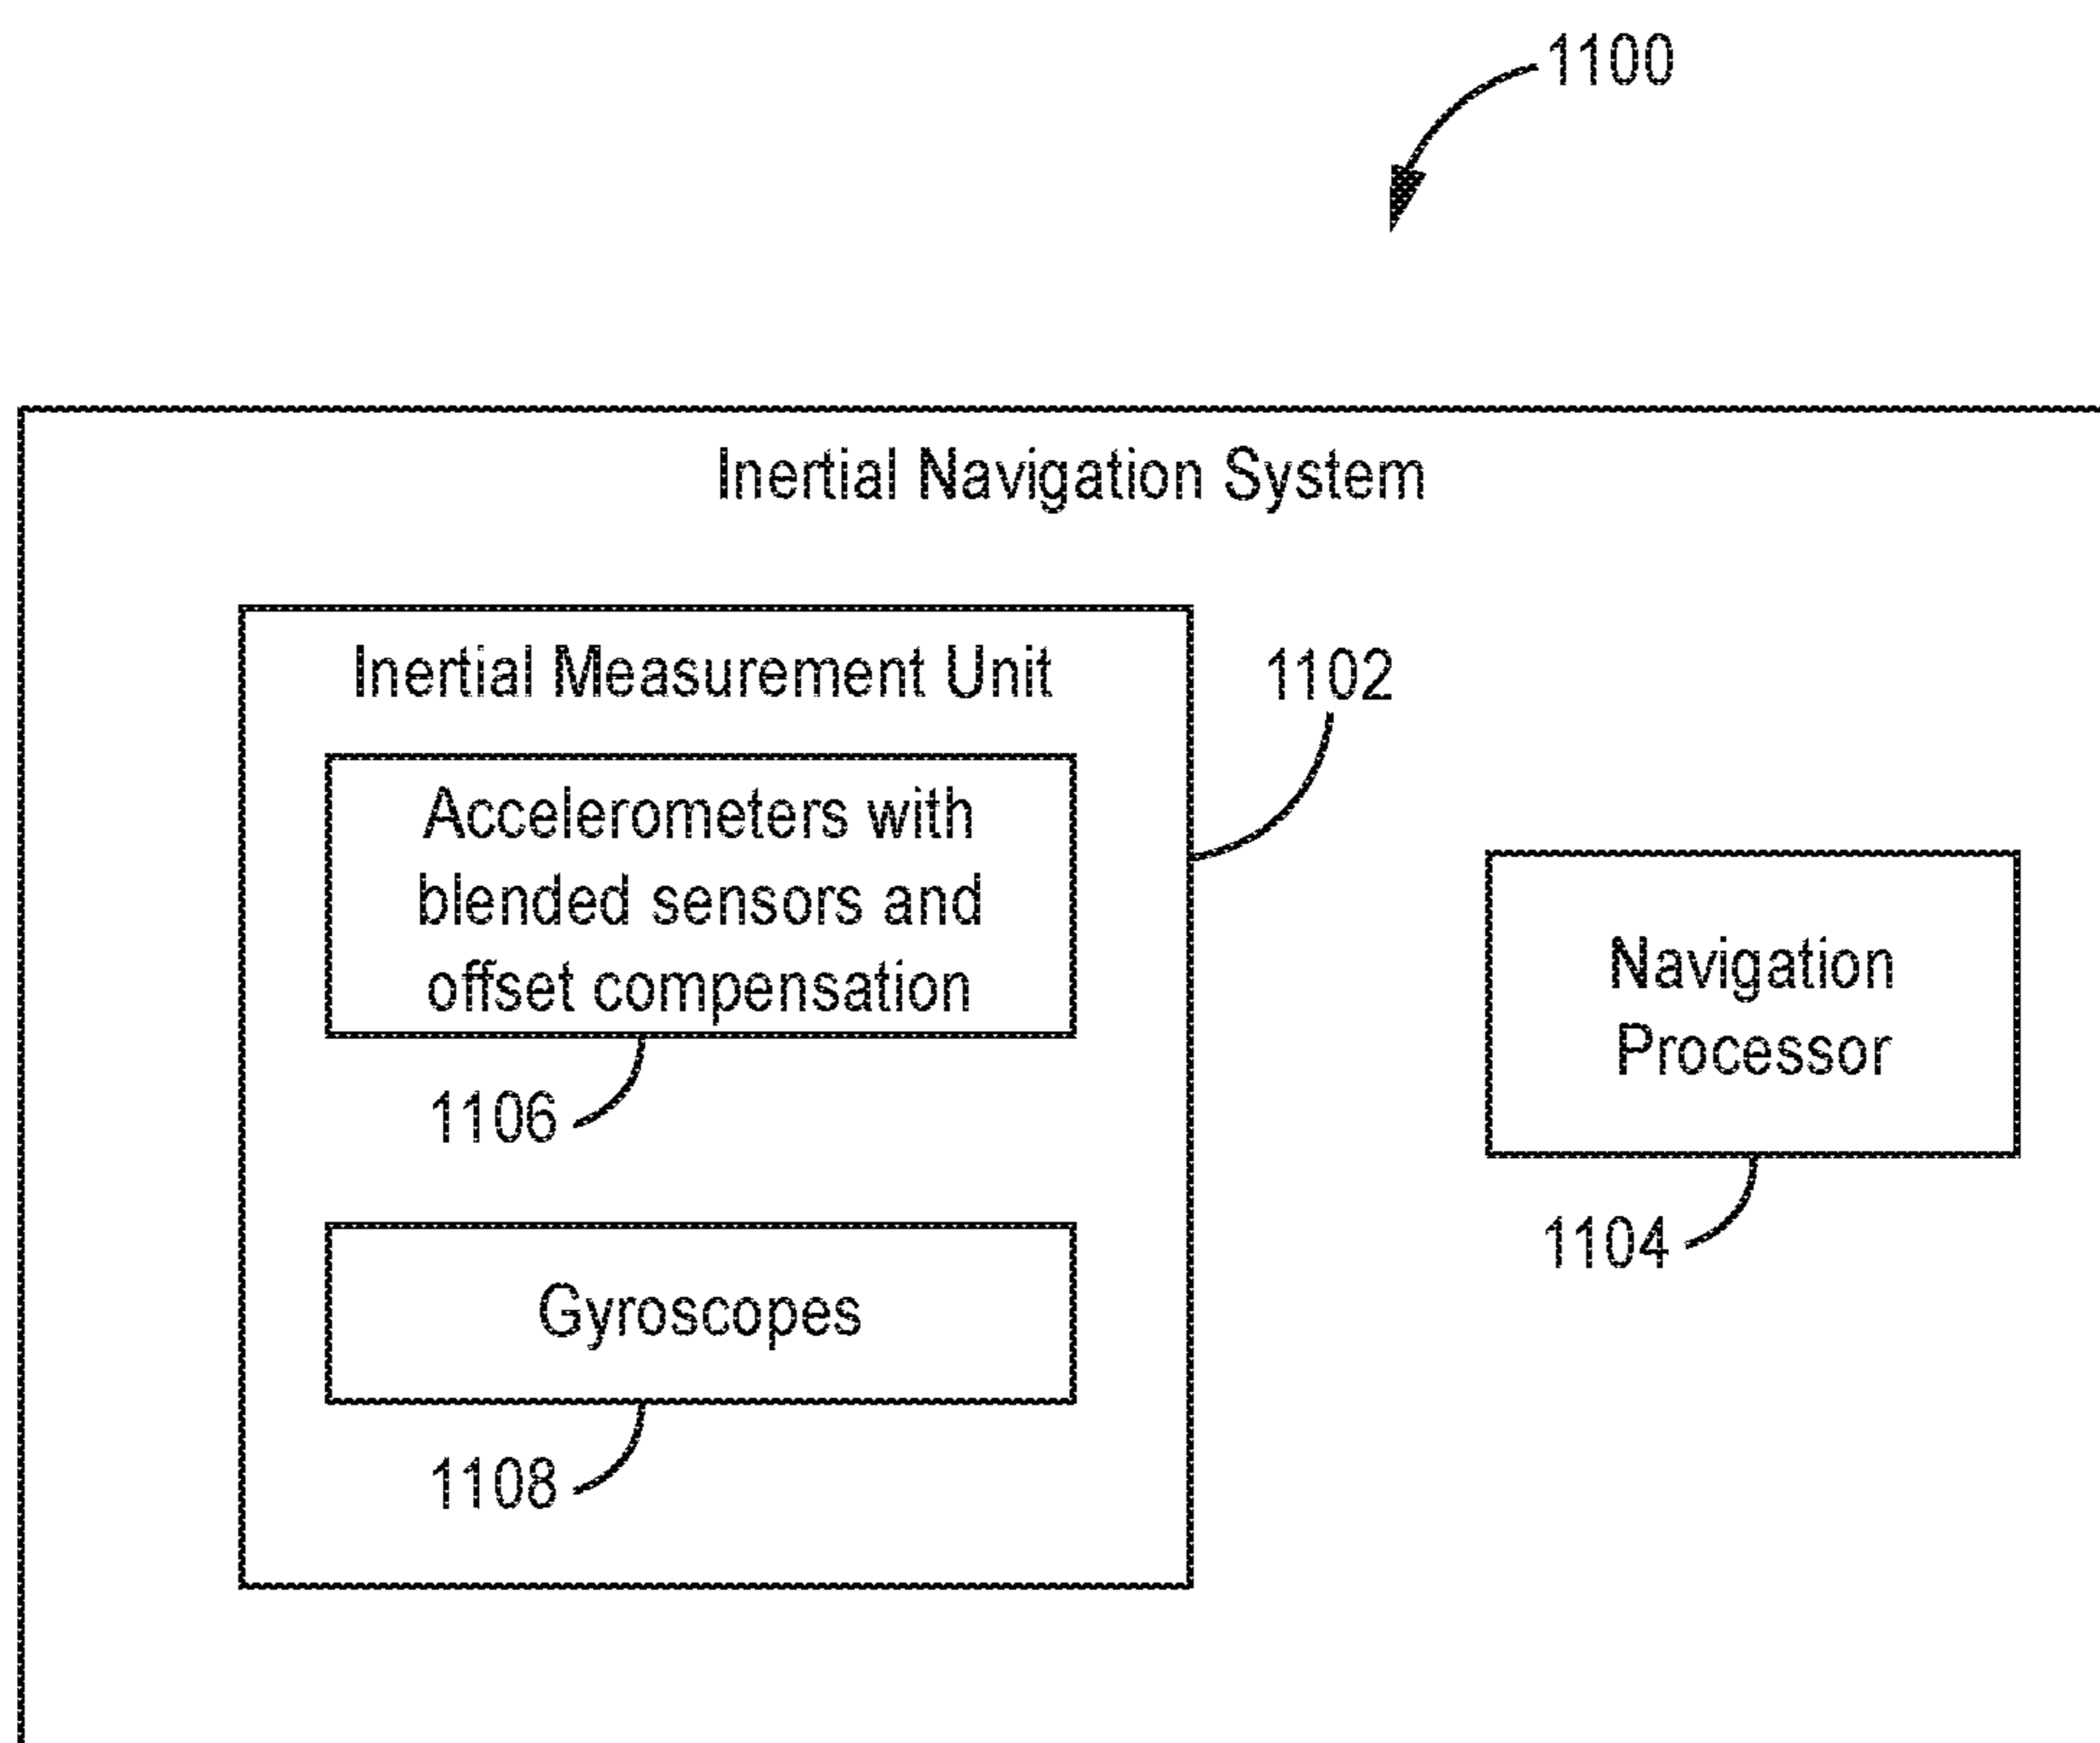 1100
Inertial Navigation System
Inertial Measurement Unit
1102
Accelerometers with
blended sensors and
offset compensation
1106
Navigation
Processor
1104
Gyroscopes
1108